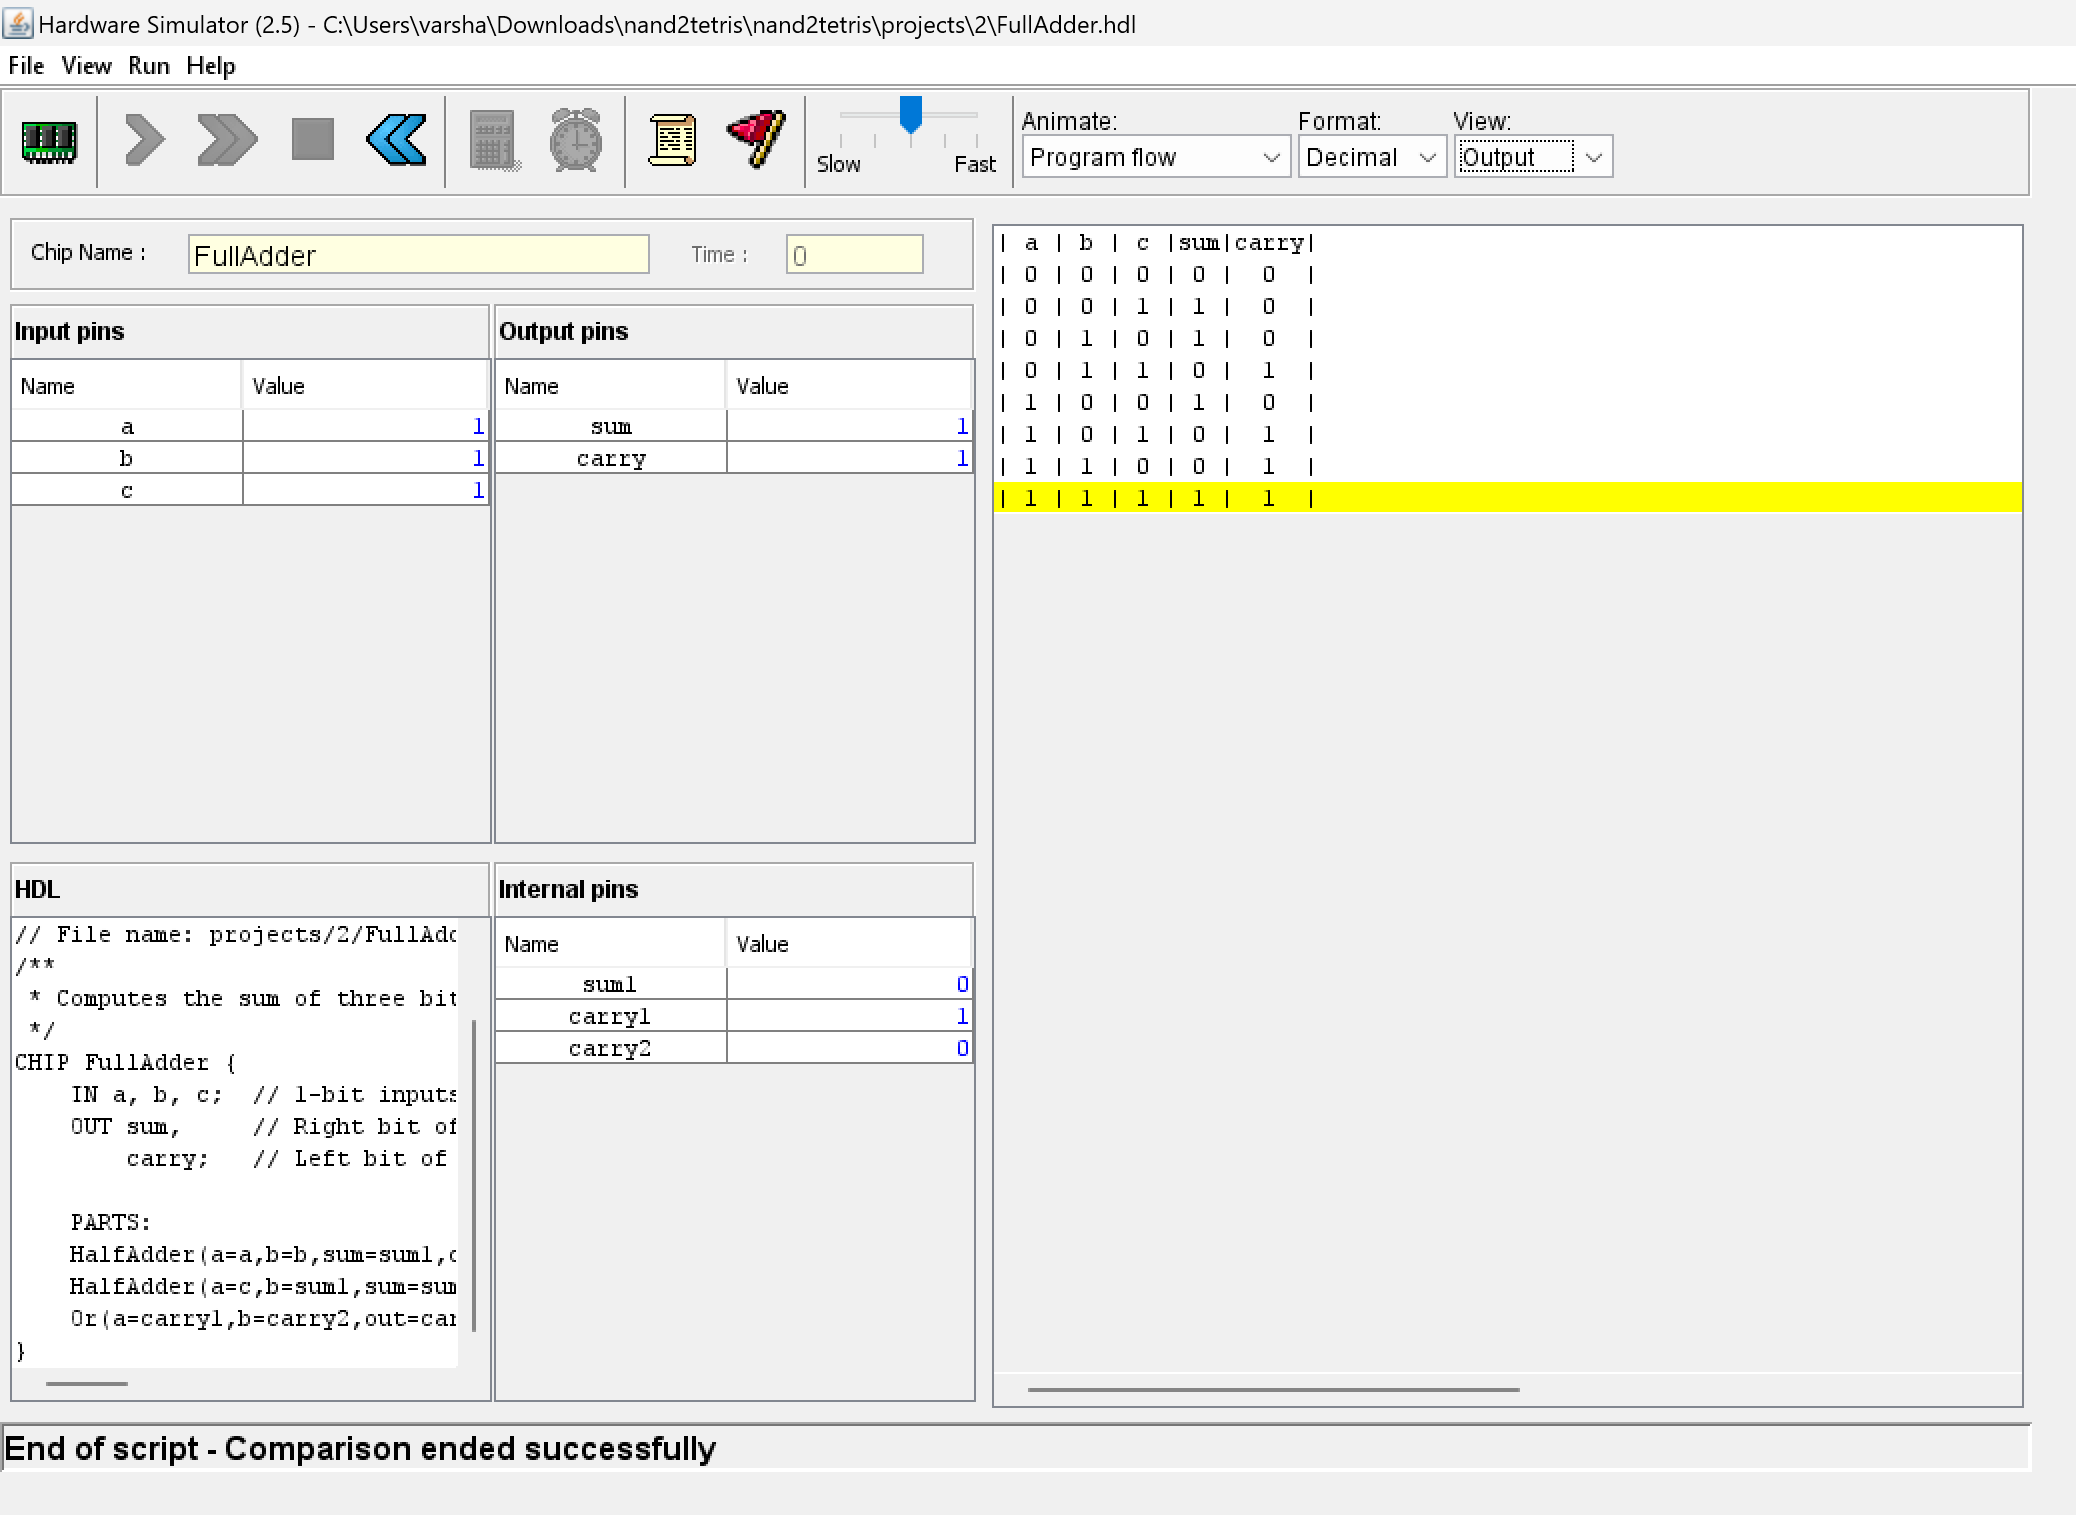 Hardware Simulator (2.5) - C:\Users\varsha\Downloads\nand2tetris\nand2tetris\projects\2\FullAdder.hdl
File View Run Help
Slow Fast
Animate: Format: View:
Program flow Decimal Output
Chip Name : FullAdder Time : 0
Input pins
Name Value
a 1
b 1
c 1
Output pins
Name Value
sum 1
carry 1
HDL
// File name: projects/2/FullAdd
/**
 * Computes the sum of three bit
 */
CHIP FullAdder {
    IN a, b, c;  // 1-bit inputs
    OUT sum,     // Right bit of
        carry;   // Left bit of
    PARTS:
    HalfAdder(a=a,b=b,sum=sum1,c
    HalfAdder(a=c,b=sum1,sum=sum
    Or(a=carry1,b=carry2,out=car
}
Internal pins
Name Value
sum1 0
carry1 1
carry2 0
| a | b | c |sum|carry|
| 0 | 0 | 0 | 0 |  0  |
| 0 | 0 | 1 | 1 |  0  |
| 0 | 1 | 0 | 1 |  0  |
| 0 | 1 | 1 | 0 |  1  |
| 1 | 0 | 0 | 1 |  0  |
| 1 | 0 | 1 | 0 |  1  |
| 1 | 1 | 0 | 0 |  1  |
| 1 | 1 | 1 | 1 |  1  |
End of script - Comparison ended successfully